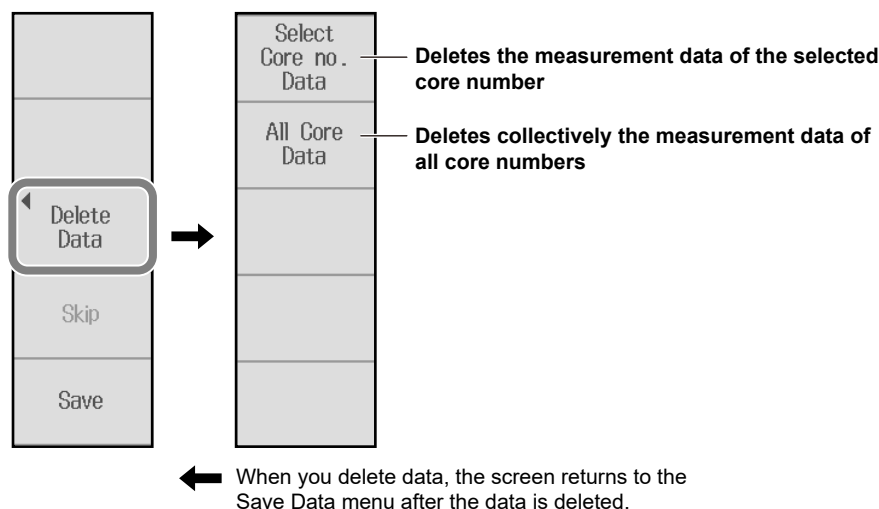 Delete
Data
Skip
Save
Select
Core no.
Data
All Core
Data
Deletes the measurement data of the selected
core number
Deletes collectively the measurement data of
all core numbers
When you delete data, the screen returns to the
Save Data menu after the data is deleted.